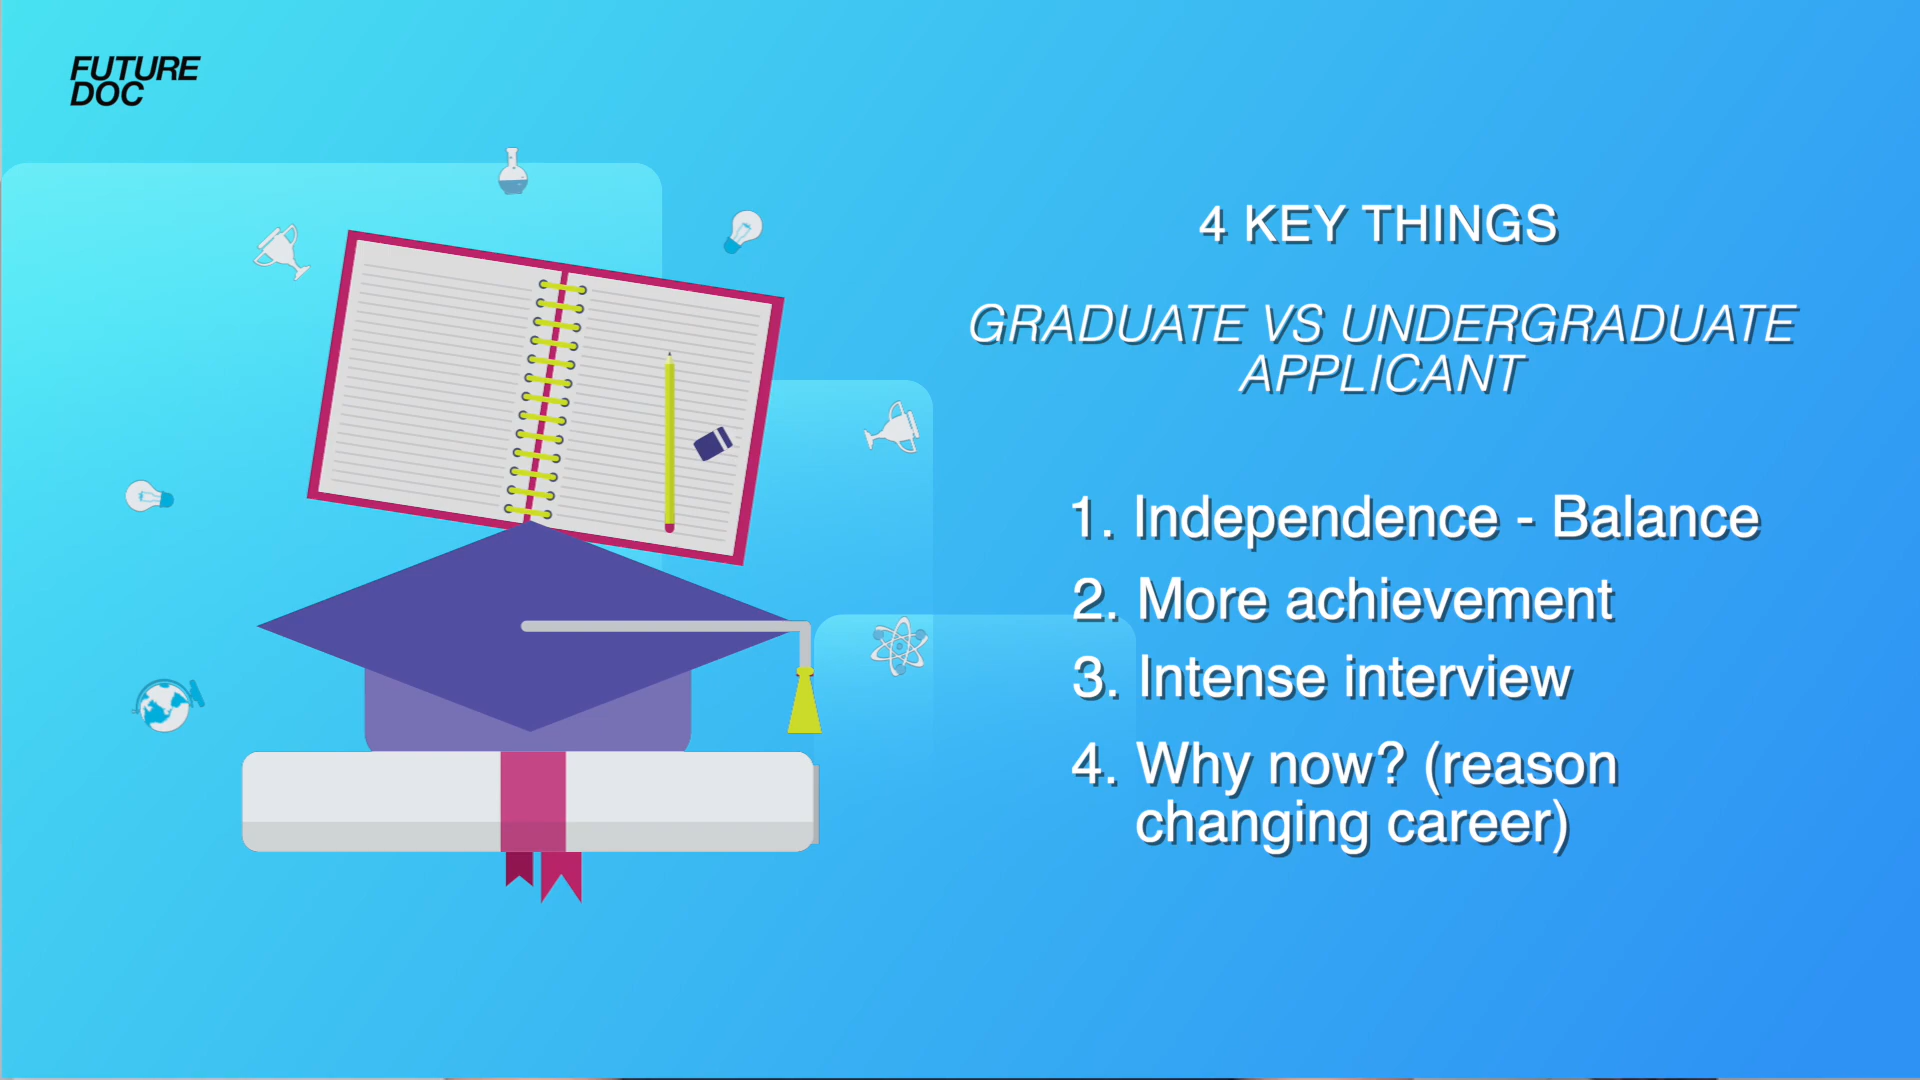 FUTURE
DOC
4 KEY THINGS
GRADUATE VS UNDERGRADUATE
APPLICANT
1. Independence - Balance
2. More achievement
3. Intense interview
4. Why now? (reason
changing career)